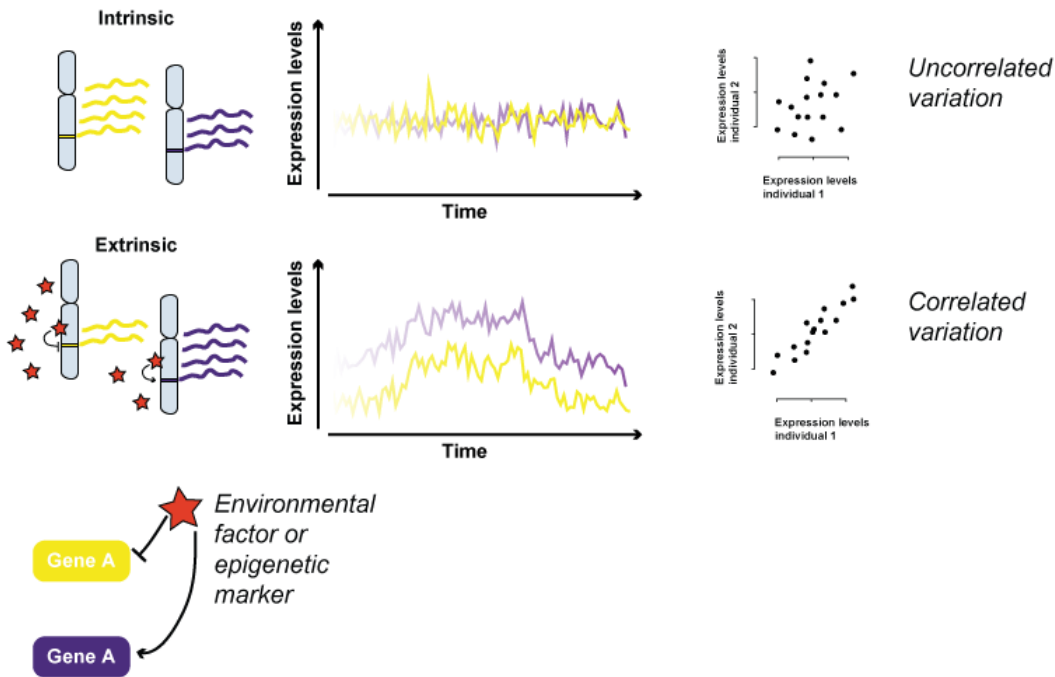 Intrinsic
Expression levels
Time
Expression levels
individual 2
Expression levels
individual 1
Uncorrelated
variation
Extrinsic
Expression levels
Time
Expression levels
individual 2
Expression levels
individual 1
Correlated
variation
Environmental
factor or
epigenetic
marker
Gene A
Gene A